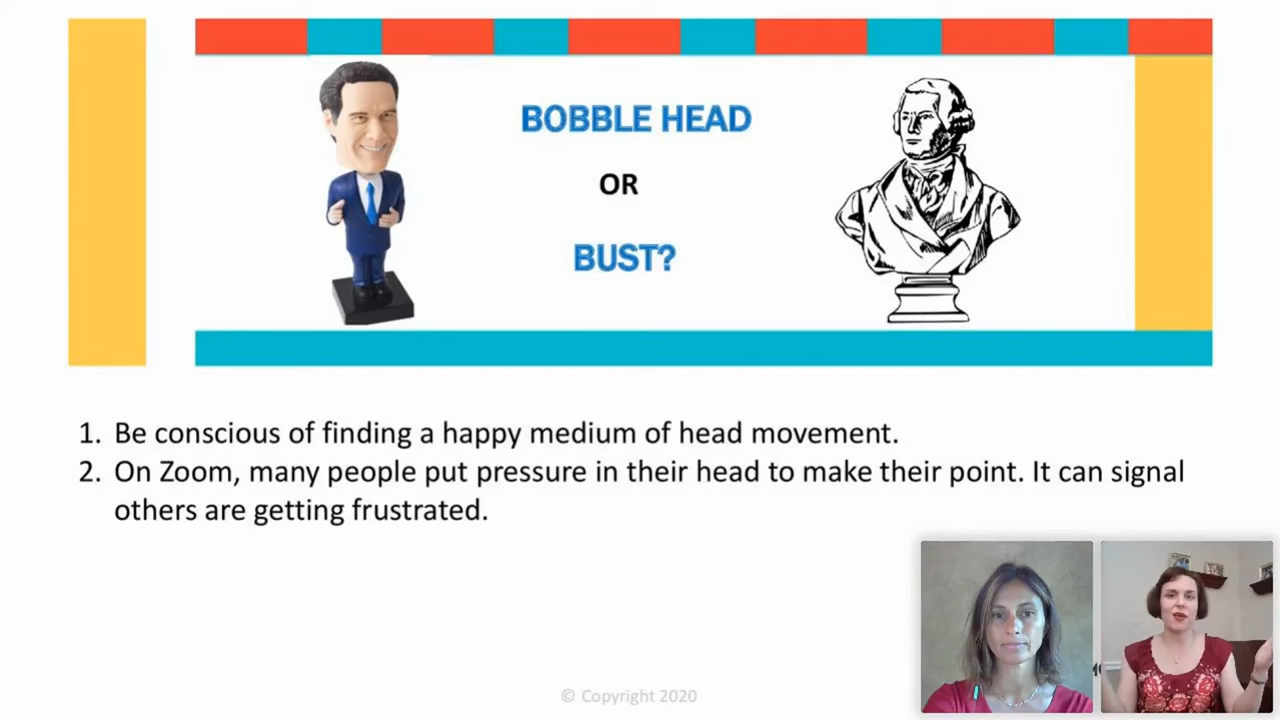 BOBBLE HEAD
OR
BUST?
1. Be conscious of finding a happy medium of head movement.
2. On Zoom, many people put pressure in their head to make their point. It can signal
others are getting frustrated.
© Copyright 2020